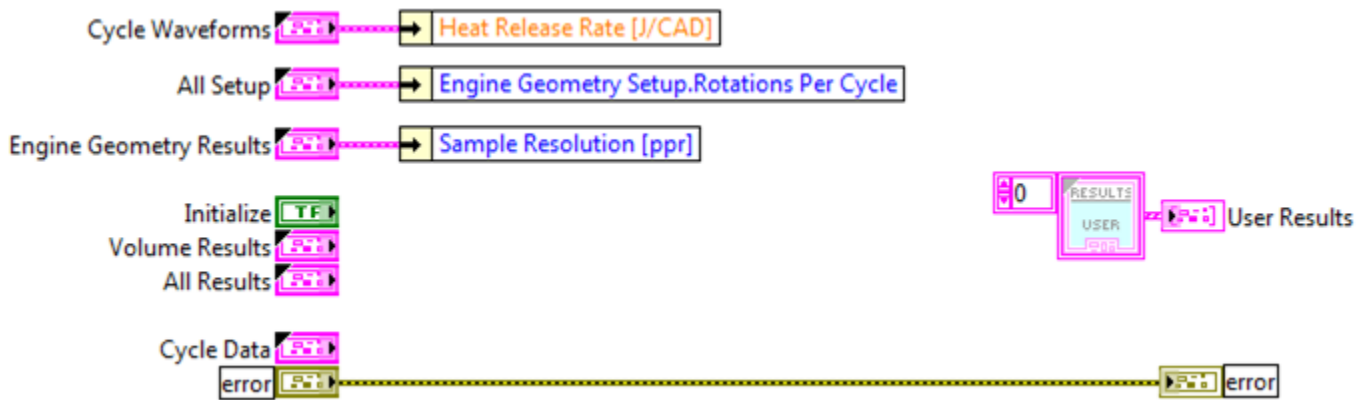 Cycle Waveforms Heat Release Rate [J/CAD]
All Setup Engine Geometry Setup.Rotations Per Cycle
Engine Geometry Results Sample Resolution [ppr]
Initialize TF
0 RESULTS
USER
User Results
Volume Results
All Results
Cycle Data
error error